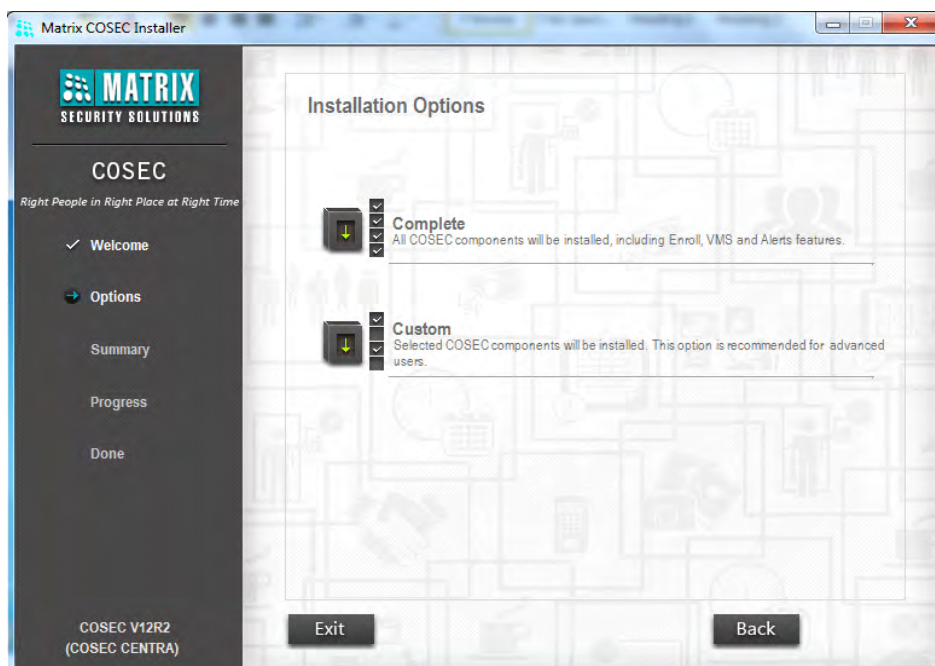 Matrix COSEC Installer
MATRIX
SECURITY SOLUTIONS
COSEC
Right People in Right Place at Right Time
Welcome
Options
Summary
Progress
Done
COSEC V12R2
(COSEC CENTRA)
Installation Options
Complete
All COSEC components will be installed, including Enroll, VMS and Alerts features.
Custom
Selected COSEC components will be installed. This option is recommended for advanced
users.
Exit
Back